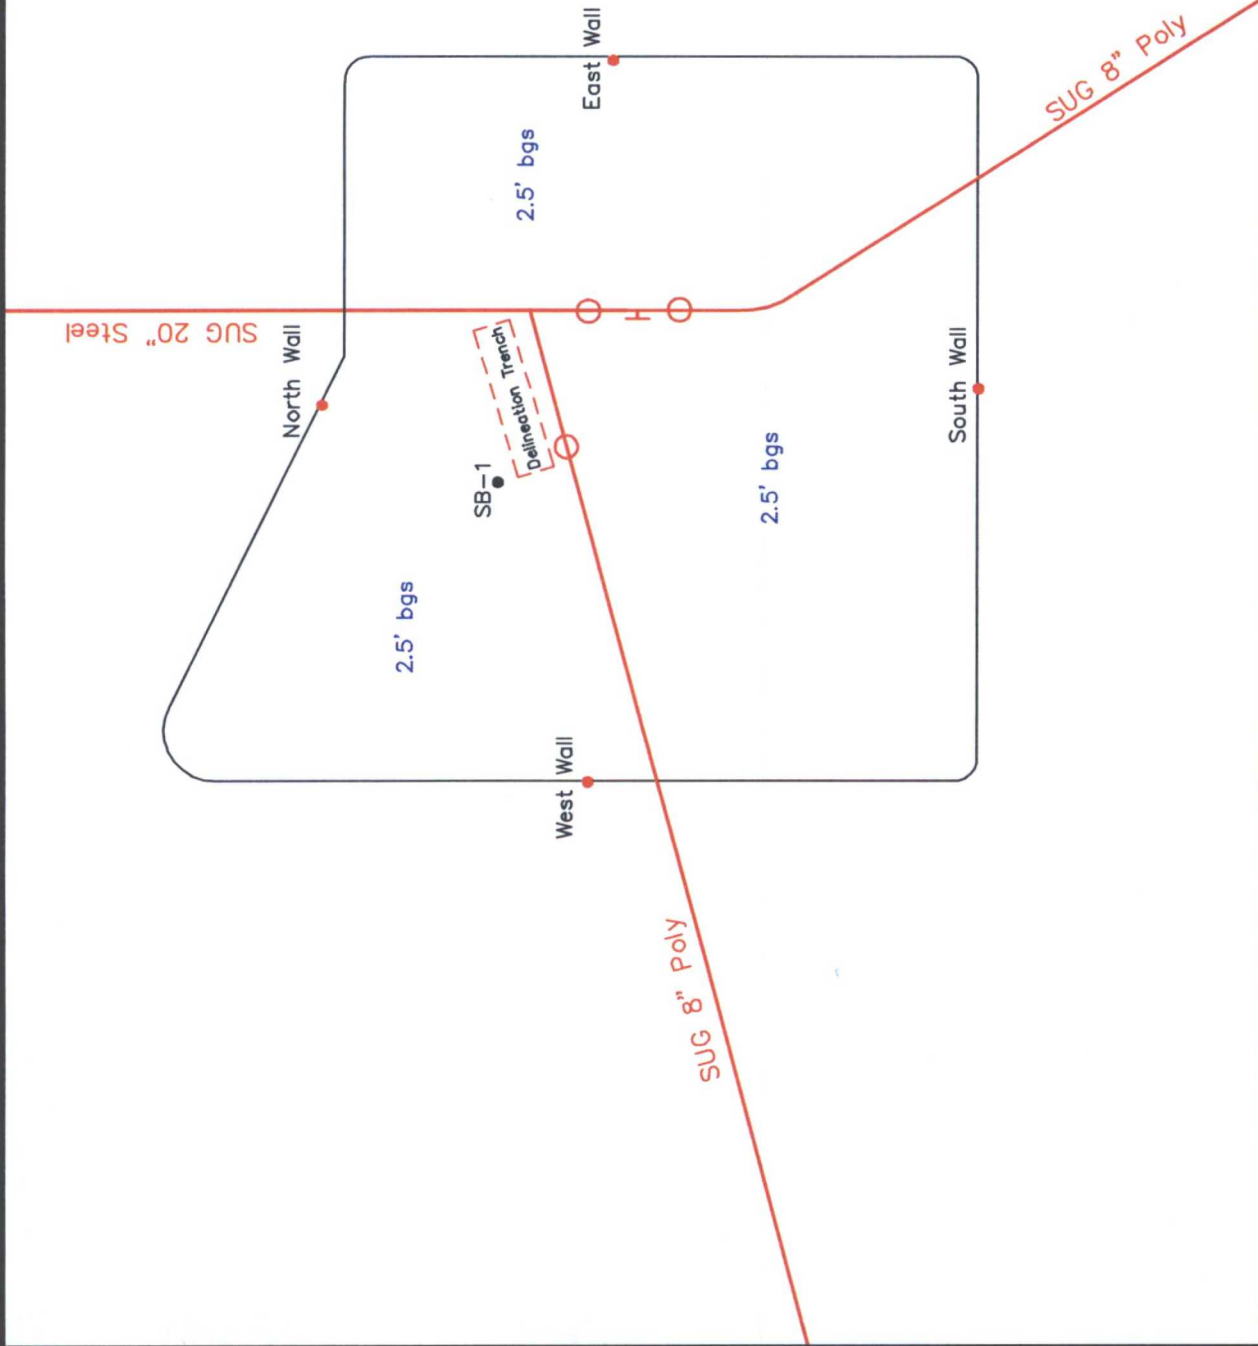 East Wall
SUG 8" Poly
2.5' bgs
SUG 20" Steel
North Wall
Delineation Trench
H
South Wall
SB-1
2.5' bgs
2.5' bgs
West Wall
SUG 8" Poly